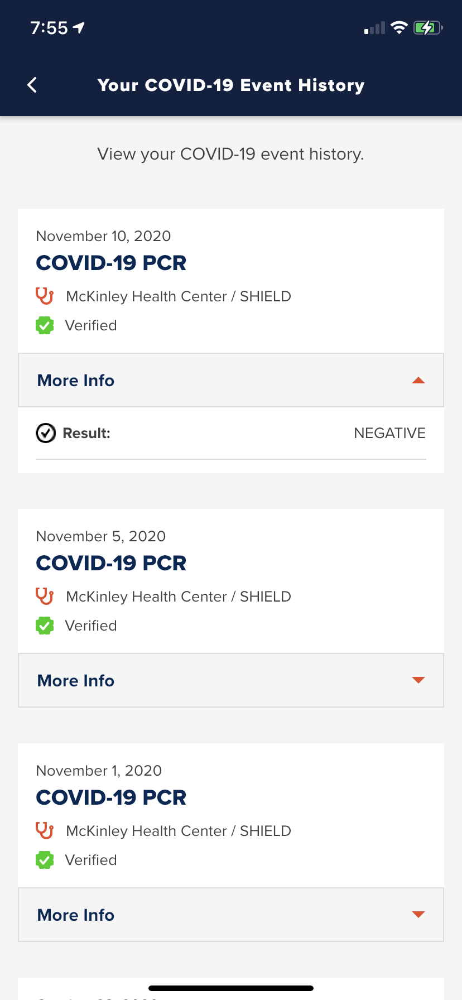 7:55
Your COVID-19 Event History
View your COVID-19 event history.
November 10, 2020
COVID-19 PCR
McKinley Health Center / SHIELD
Verified
More Info
Result: NEGATIVE
November 5, 2020
COVID-19 PCR
McKinley Health Center / SHIELD
Verified
More Info
November 1, 2020
COVID-19 PCR
McKinley Health Center / SHIELD
Verified
More Info